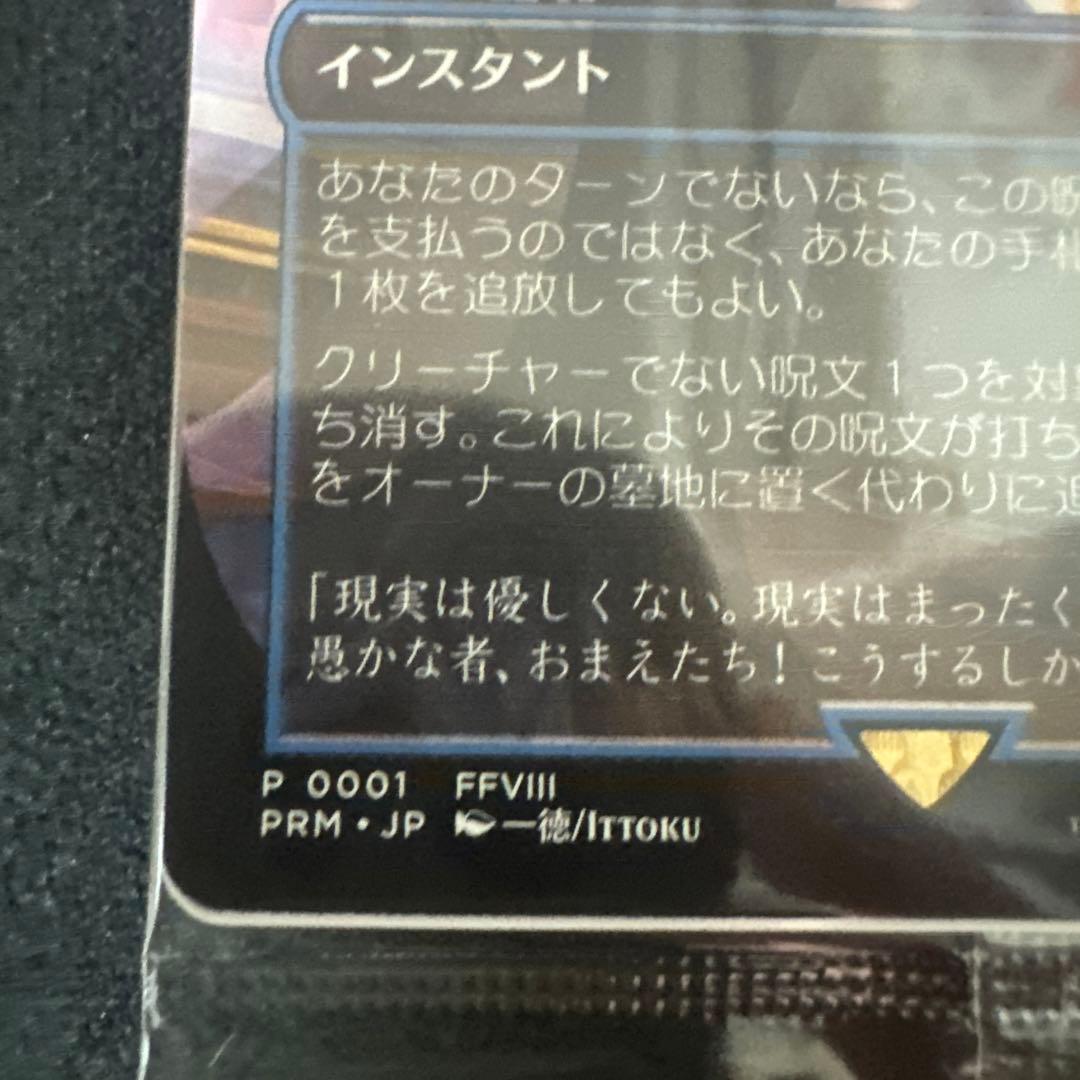 インスタント
あなたのターンでないなら、この呪
を支払うのではなく、あなたの手札
１枚を追放してもよい。
クリーチャーでない呪文１つを対象
ち消す。これによりその呪文が打ち
をオーナーの墓地に置く代わりに追
「現実は優しくない。現実はまったく
愚かな者、おまえたち！こうするしか
P 0001 FFVIII
PRM • JP 一徳/ITTOKU